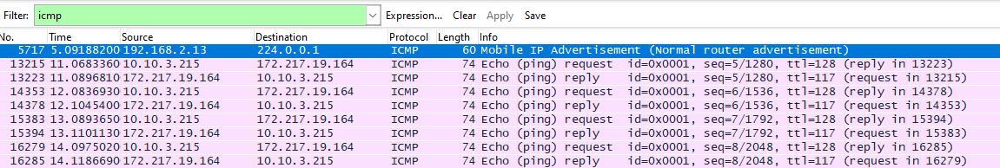 Filter: icmp Expression... Clear Apply Save
No. Time Source Destination Protocol Length Info
5717 5.09188200 192.168.2.13 224.0.0.1 ICMP 60 Mobile IP Advertisement (Normal router advertisement)
13215 11.0683360 10.10.3.215 172.217.19.164 ICMP 74 Echo (ping) request id=0x0001, seq=5/1280, ttl=128 (reply in 13223)
13223 11.0896810 172.217.19.164 10.10.3.215 ICMP 74 Echo (ping) reply id=0x0001, seq=5/1280, ttl=117 (request in 13215)
14353 12.0836930 10.10.3.215 172.217.19.164 ICMP 74 Echo (ping) request id=0x0001, seq=6/1536, ttl=128 (reply in 14378)
14378 12.1045400 172.217.19.164 10.10.3.215 ICMP 74 Echo (ping) reply id=0x0001, seq=6/1536, ttl=117 (request in 14353)
15383 13.0893650 10.10.3.215 172.217.19.164 ICMP 74 Echo (ping) request id=0x0001, seq=7/1792, ttl=128 (reply in 15394)
15394 13.1101130 172.217.19.164 10.10.3.215 ICMP 74 Echo (ping) reply id=0x0001, seq=7/1792, ttl=117 (request in 15383)
16279 14.0975020 10.10.3.215 172.217.19.164 ICMP 74 Echo (ping) request id=0x0001, seq=8/2048, ttl=128 (reply in 16285)
16285 14.1186690 172.217.19.164 10.10.3.215 ICMP 74 Echo (ping) reply id=0x0001, seq=8/2048, ttl=117 (request in 16279)